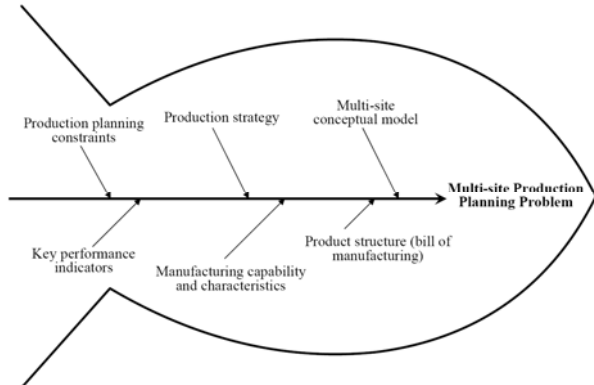 Production planning
constraints
Production strategy
Multi-site
conceptual model
Multi-site Production
Planning Problem
Key performance
indicators
Manufacturing capability
and characteristics
Product structure (bill of
manufacturing)